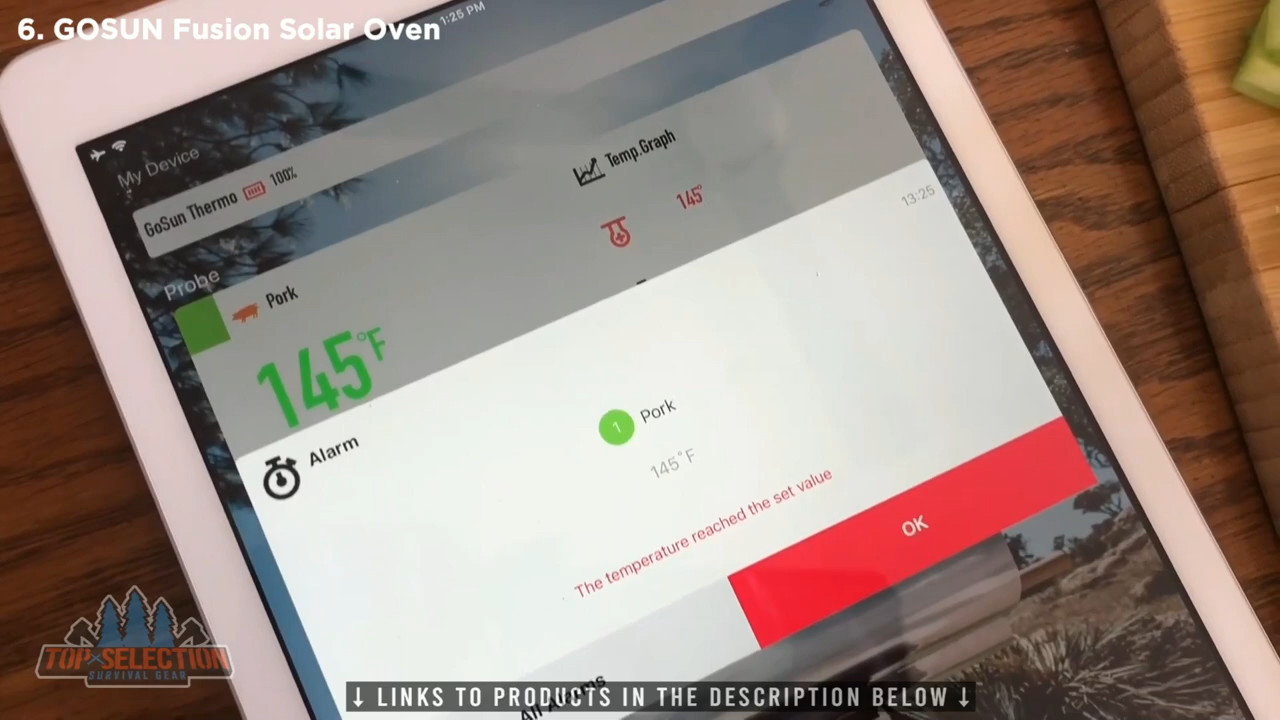 6. GOSUN Fusion Solar Oven
1:25 PM
My Device
GoSun Thermo 100%
Temp.Graph
145°
Probe
Pork
145°F
13:25
Alarm
1 Pork
145°F
The temperature reached the set value
OK
All Alarms
TOP SELECTION
SURVIVAL GEAR
↓ LINKS TO PRODUCTS IN THE DESCRIPTION BELOW ↓